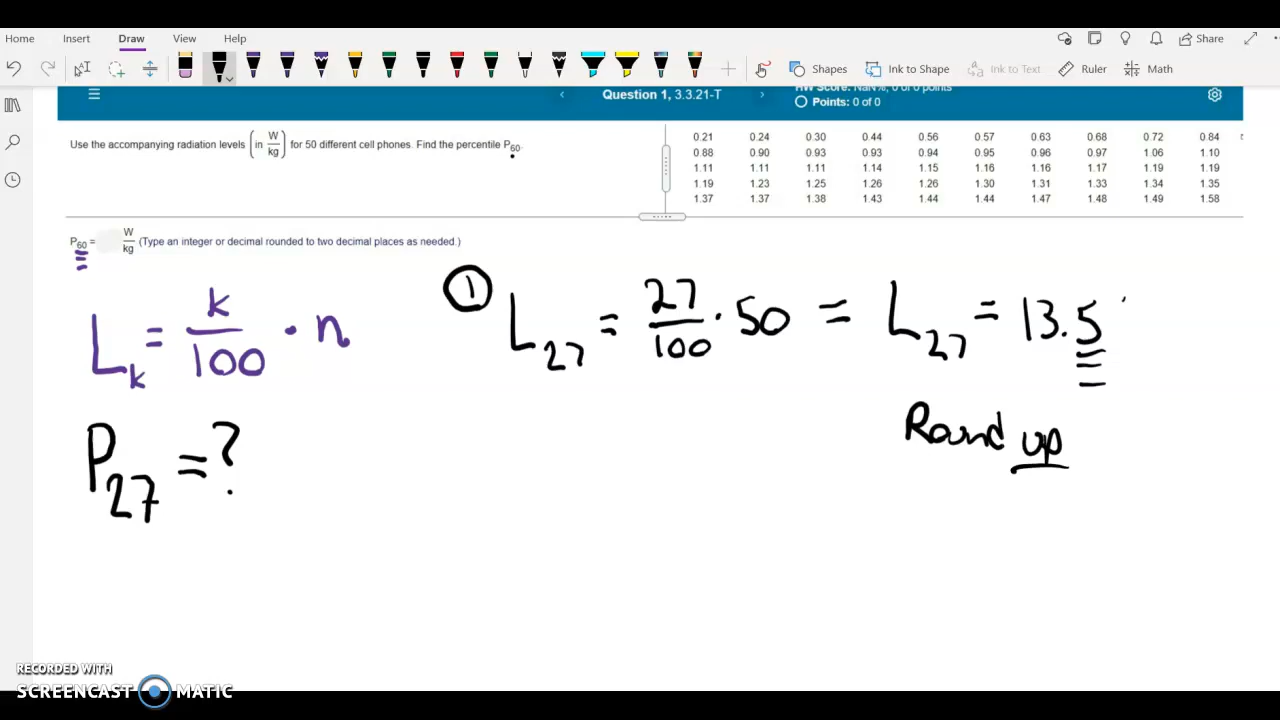 Home Insert Draw View Help Share
Shapes Ink to Shape Ink to Text Ruler Math
Question 1, 3.3.21-T
HW Score: NaN%, 0 of 0 points
Points: 0 of 0
Use the accompanying radiation levels (in W/kg) for 50 different cell phones. Find the percentile P60.
0.21 0.24 0.30 0.44 0.56 0.57 0.63 0.68 0.72 0.84
0.88 0.90 0.93 0.93 0.94 0.95 0.96 0.97 1.06 1.10
1.11 1.11 1.11 1.14 1.15 1.16 1.16 1.17 1.19 1.19
1.19 1.23 1.25 1.26 1.26 1.30 1.31 1.33 1.34 1.35
1.37 1.37 1.38 1.43 1.44 1.44 1.47 1.48 1.49 1.58
P60 = W/kg (Type an integer or decimal rounded to two decimal places as needed.)
Lk = k/100 · n
① L27 = 27/100 · 50 = L27 = 13.5
Round up
P27 = ?
RECORDED WITH
SCREENCAST MATIC